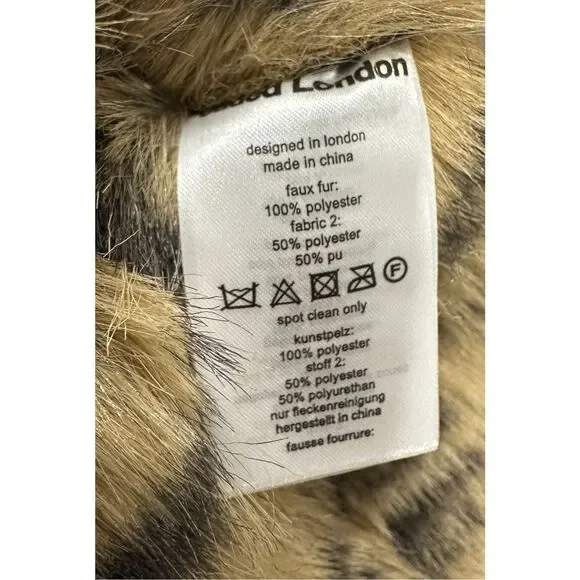 London
designed in london
made in china
faux fur:
100% polyester
fabric 2:
50% polyester
50% pu
F
spot clean only
kunstpelz:
100% polyester
stoff 2:
50% polyester
50% polyurethan
nur fleckenreinigung
hergestellt in china
fausse fourrure: